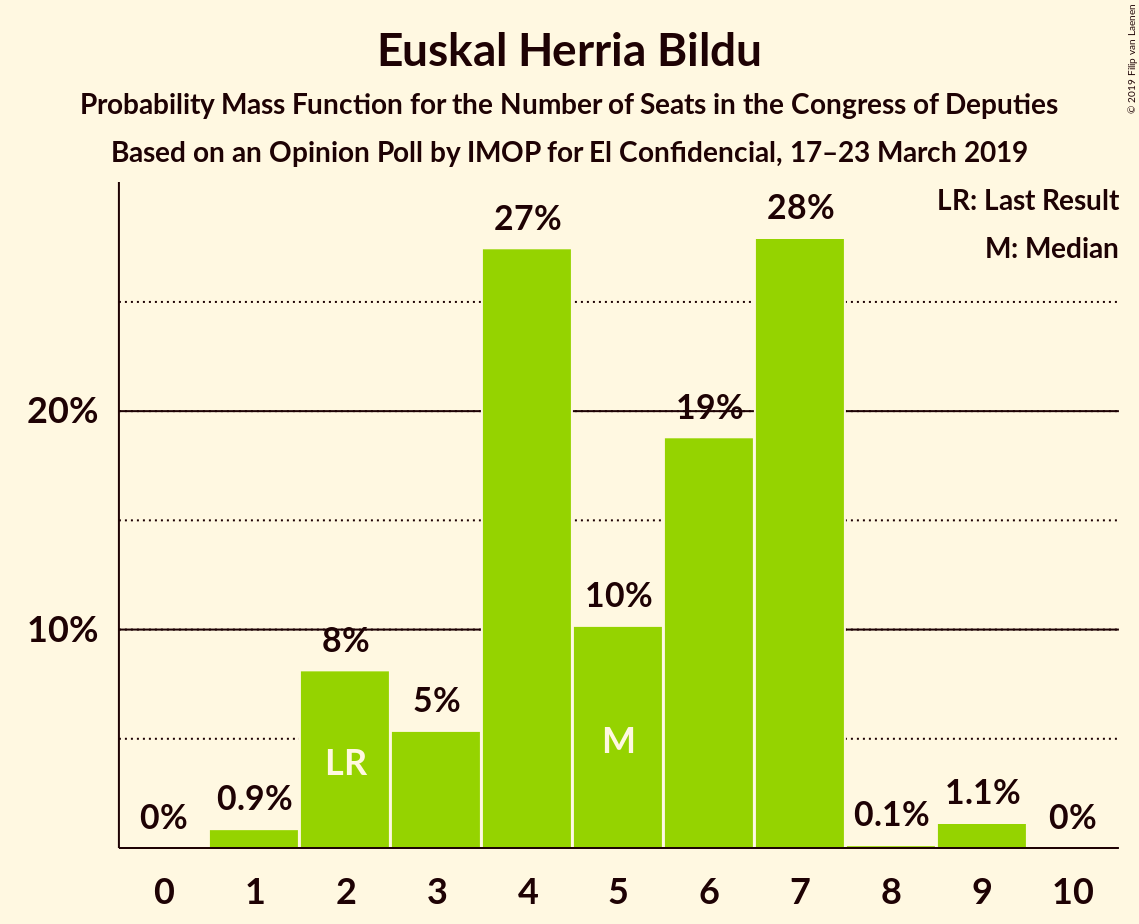 Euskal Herria Bildu
Probability Mass Function for the Number of Seats in the Congress of Deputies
Based on an Opinion Poll by IMOP for El Confidencial, 17–23 March 2019
© 2019 Filip van Laenen
LR: Last Result
M: Median
20%
10%
0%
0.9%
8%
5%
27%
10%
19%
28%
0.1%
1.1%
0%
LR
M
0 1 2 3 4 5 6 7 8 9 10